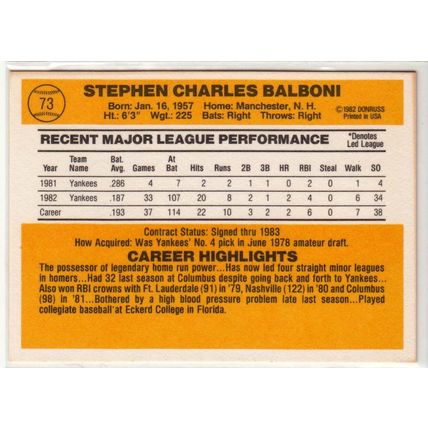 73
STEPHEN CHARLES BALBONI
Born: Jan. 16, 1957 Home: Manchester, N. H.
Ht.: 6'3" Wgt.: 225 Bats: Right Throws: Right
©1982 DONRUSS
Printed in USA
RECENT MAJOR LEAGUE PERFORMANCE
*Denotes
Led League
Year Team Name Bat. Avg. Games At Bat Hits Runs 2B 3B HR RBI Steal Walk SO
1981 Yankees .286 4 7 2 2 1 1 0 2 0 1 4
1982 Yankees .187 33 107 20 8 2 1 2 4 0 6 34
Career .193 37 114 22 10 3 2 2 6 0 7 38
Contract Status: Signed thru 1983
How Acquired: Was Yankees' No. 4 pick in June 1978 amateur draft.
CAREER HIGHLIGHTS
The possessor of legendary home run power...Has now led four straight minor leagues
in homers...Had 32 last season at Columbus despite going back and forth to Yankees...
Also won RBI crowns with Ft. Lauderdale (91) in '79, Nashville (122) in '80 and Columbus
(98) in '81...Bothered by a high blood pressure problem late last season...Played
collegiate baseball at Eckerd College in Florida.